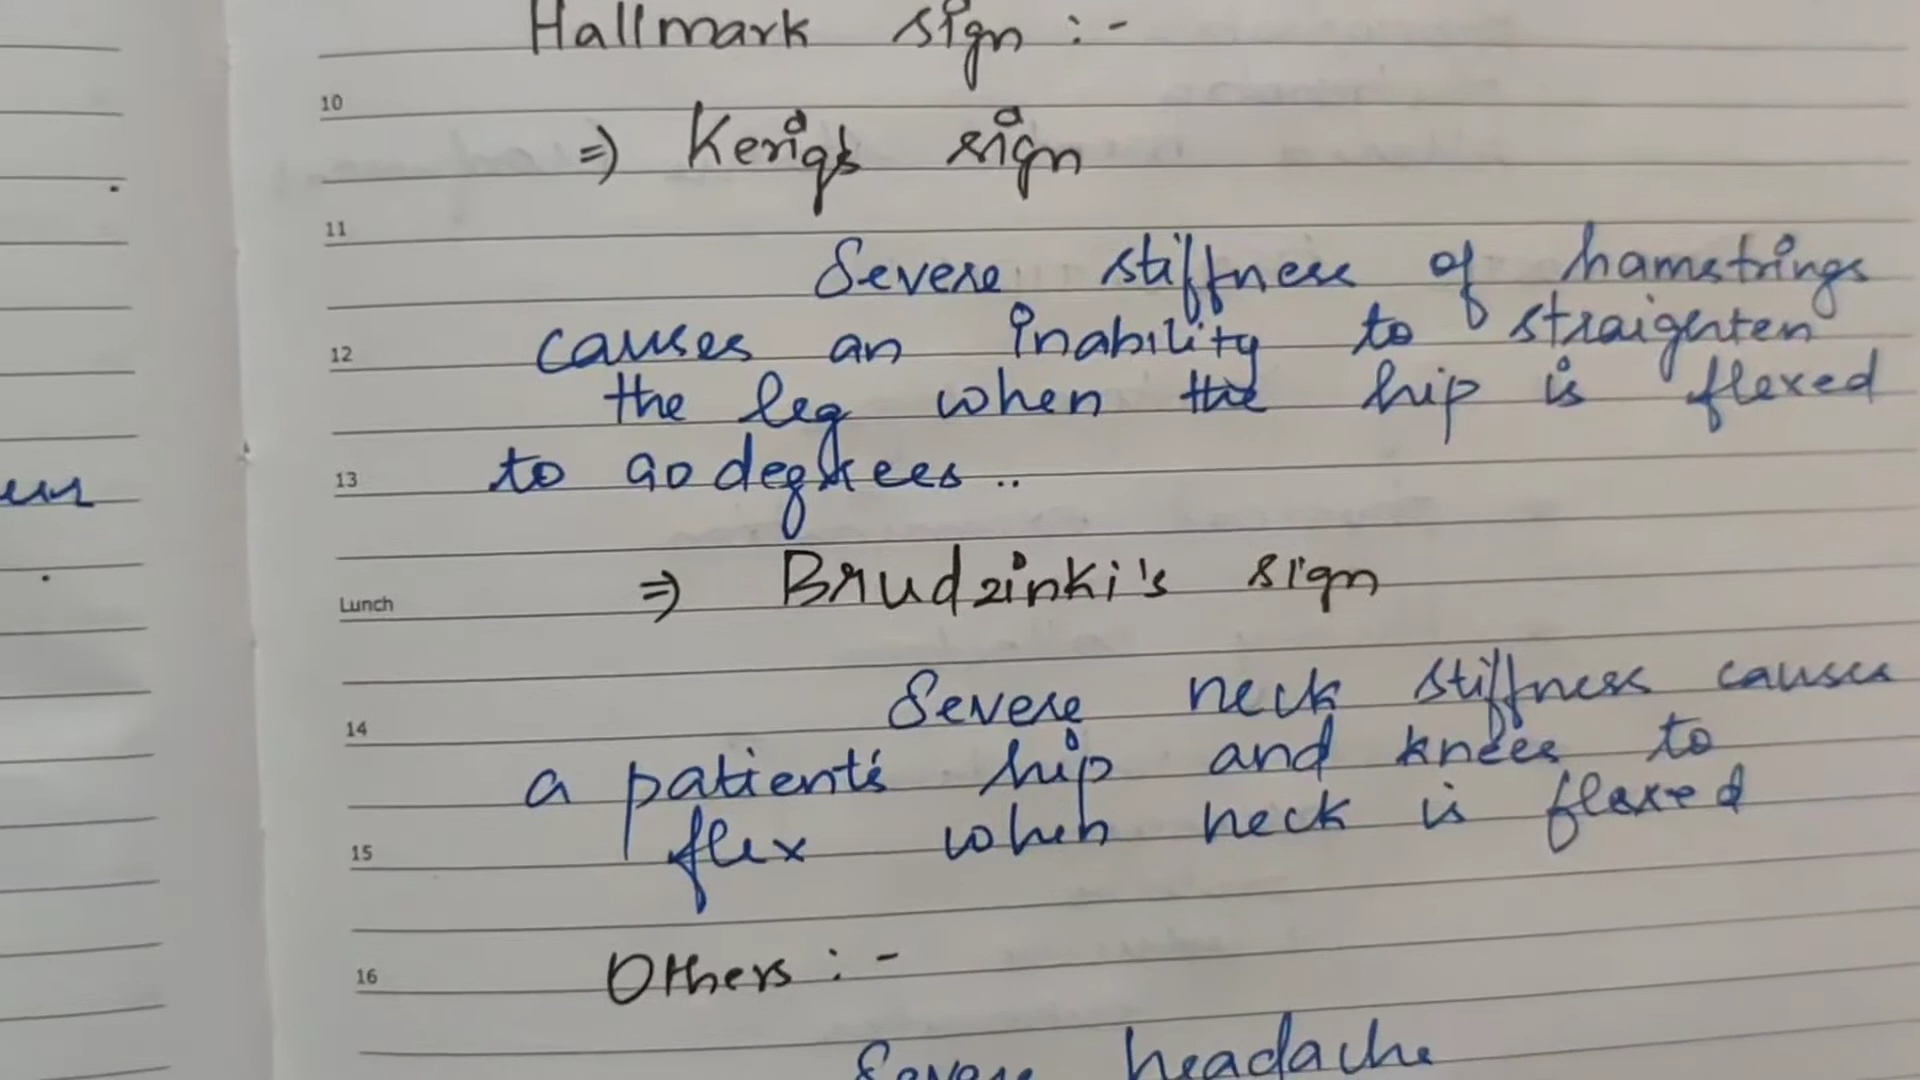 Hallmark sign :-
10
=> Kerigs sign
11
Severe stiffness of hamstrings
12 causes an inability to straighten
the leg when the hip is flexed
13 to 90 degrees ..
Lunch => Brudzinki's sign
Severe neck stiffness causes
14
a patient's hip and knees to
15 flex when neck is flexed
16 Others :-
Severe headache